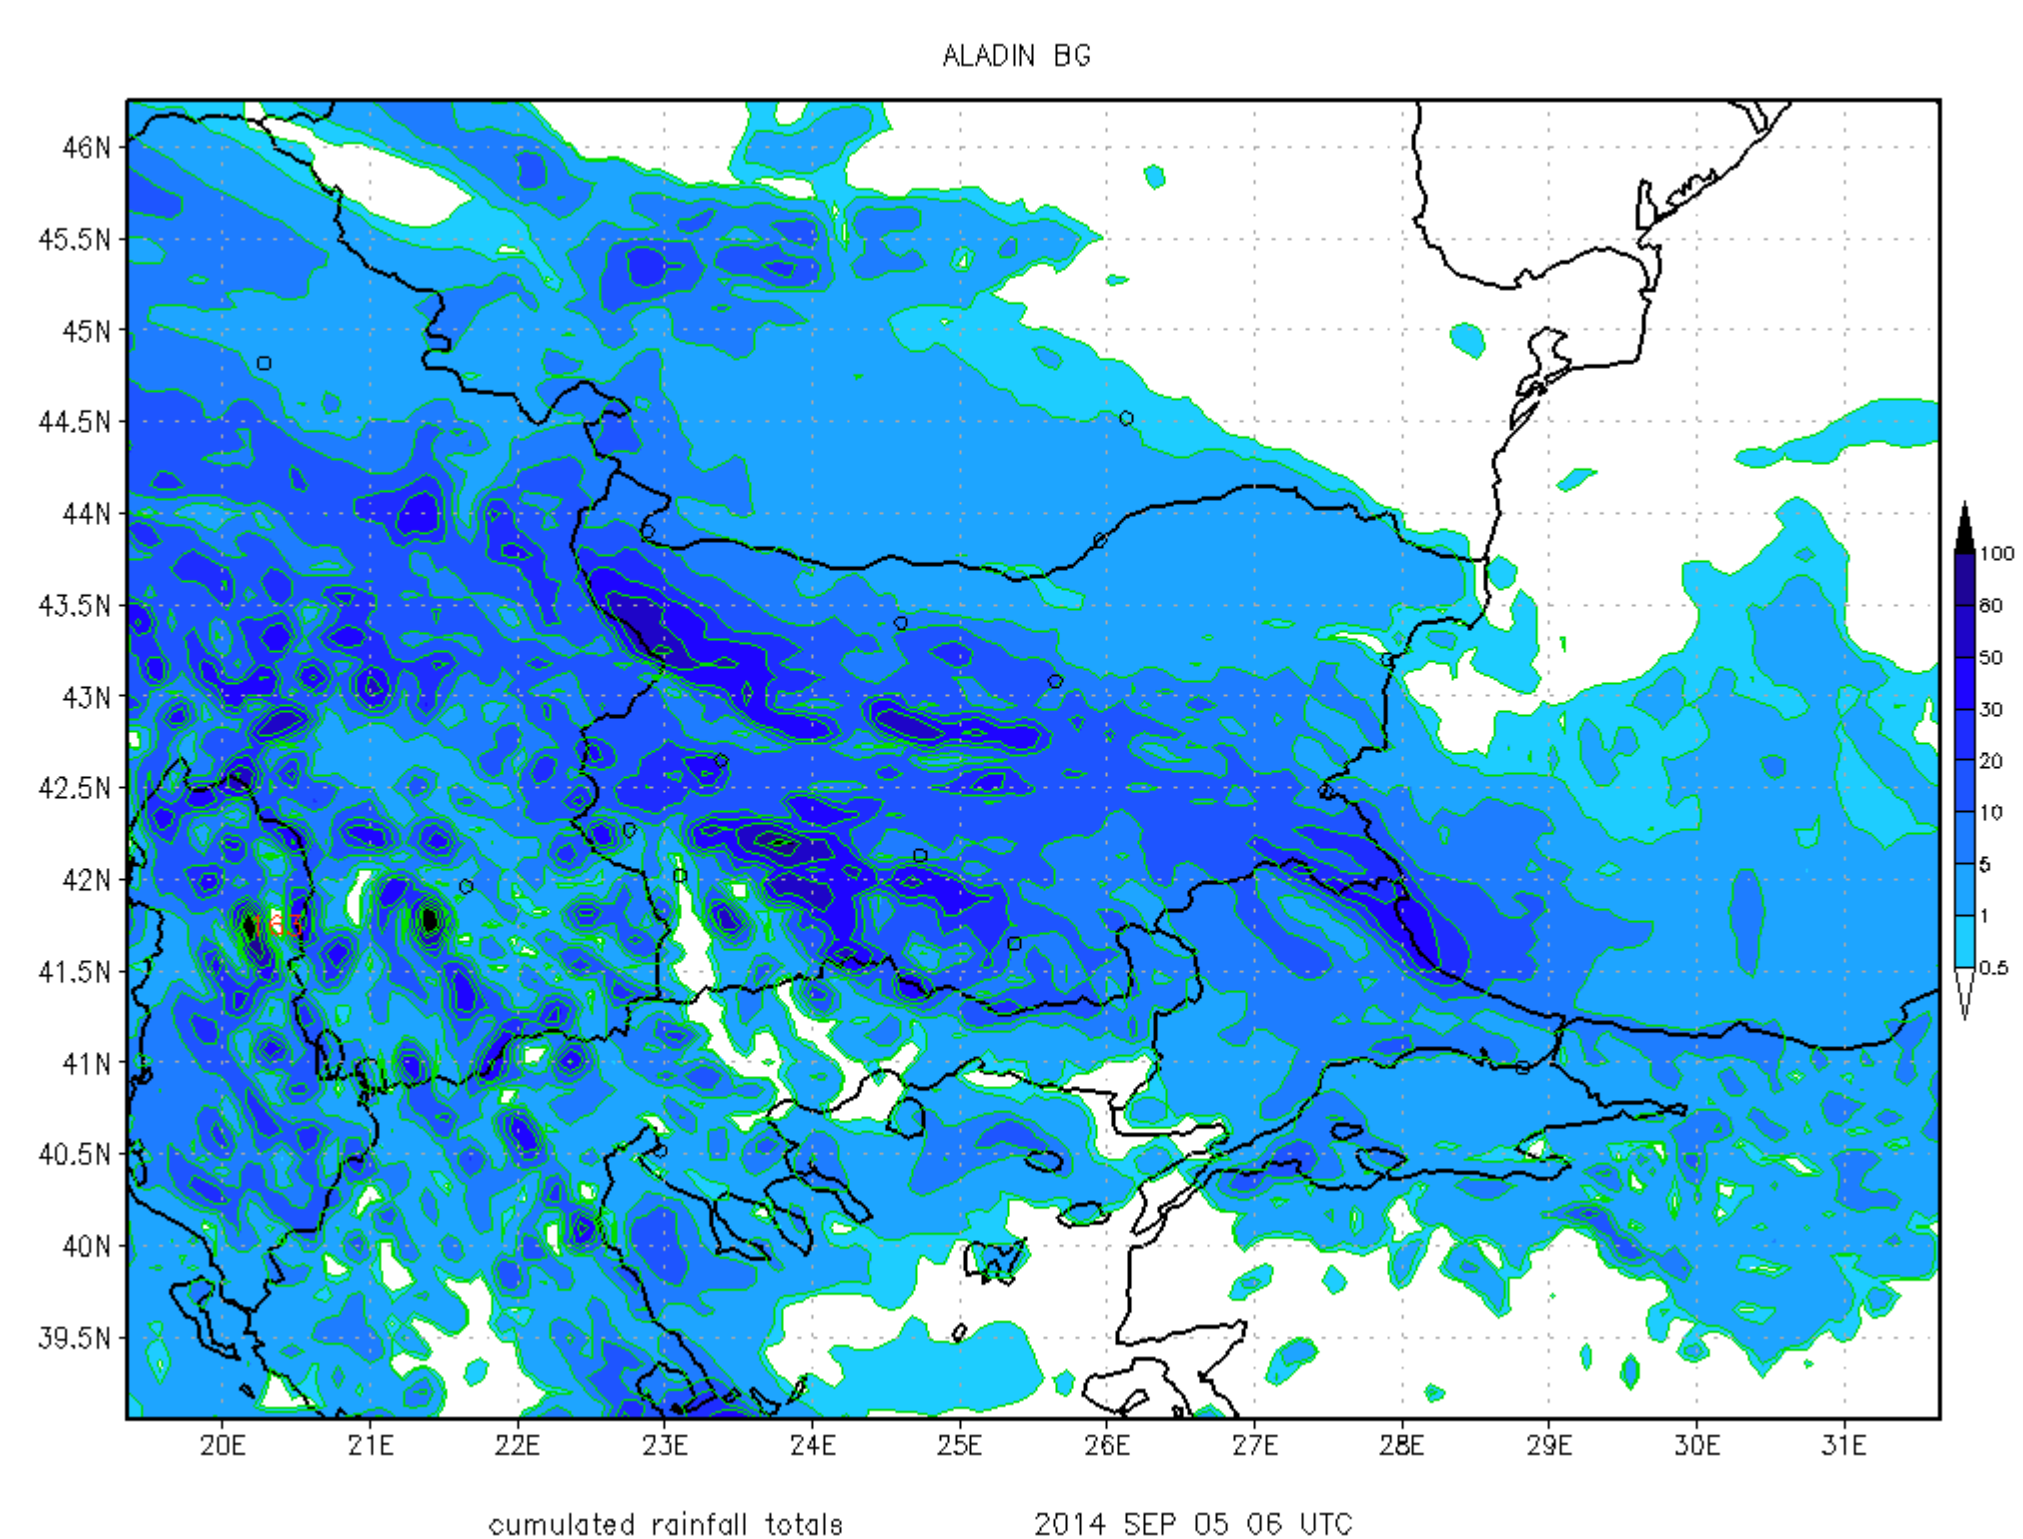 ALADIN BG
46N
45.5N
45N
44.5N
44N
43.5N
43N
42.5N
42N
41.5N
41N
40.5N
40N
39.5N
163
100
80
50
30
20
10
5
1
0.5
20E 21E 22E 23E 24E 25E 26E 27E 28E 29E 30E 31E
cumulated rainfall totals 2014 SEP 05 06 UTC